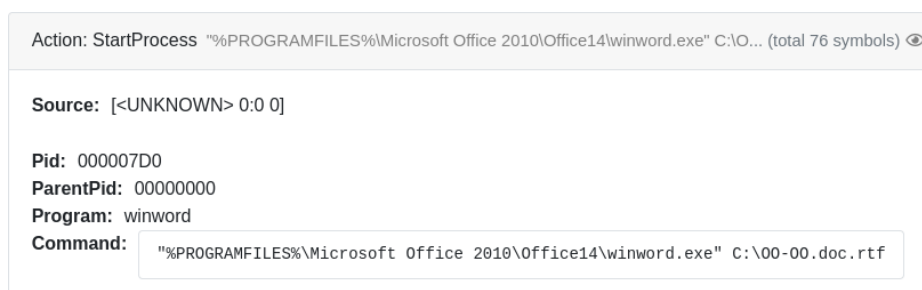 Action: StartProcess "%PROGRAMFILES%\Microsoft Office 2010\Office14\winword.exe" C:\O... (total 76 symbols)
Source: [<UNKNOWN> 0:0 0]
Pid: 000007D0
ParentPid: 00000000
Program: winword
Command: "%PROGRAMFILES%\Microsoft Office 2010\Office14\winword.exe" C:\OO-OO.doc.rtf